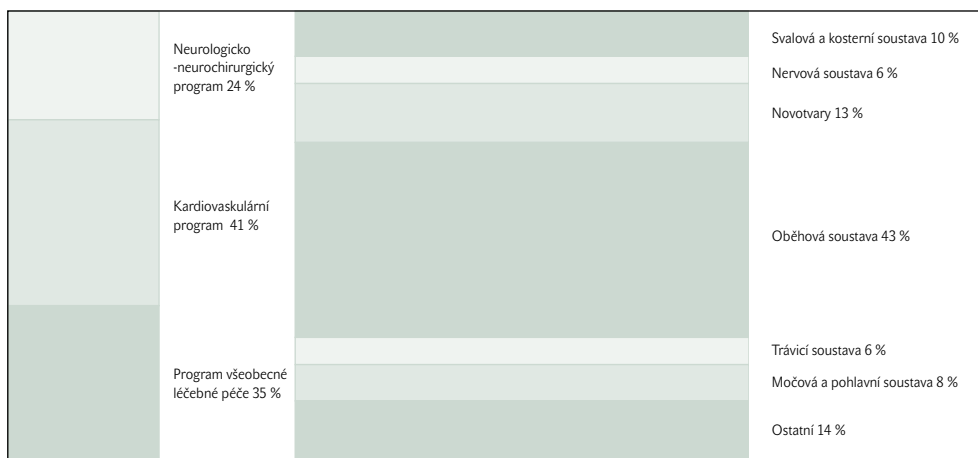 Neurologicko
-neurochirurgický
program 24 %
Kardiovaskulární
program 41 %
Program všeobecné
léčebné péče 35 %
Svalová a kosterní soustava 10 %
Nervová soustava 6 %
Novotvary 13 %
Oběhová soustava 43 %
Trávicí soustava 6 %
Močová a pohlavní soustava 8 %
Ostatní 14 %